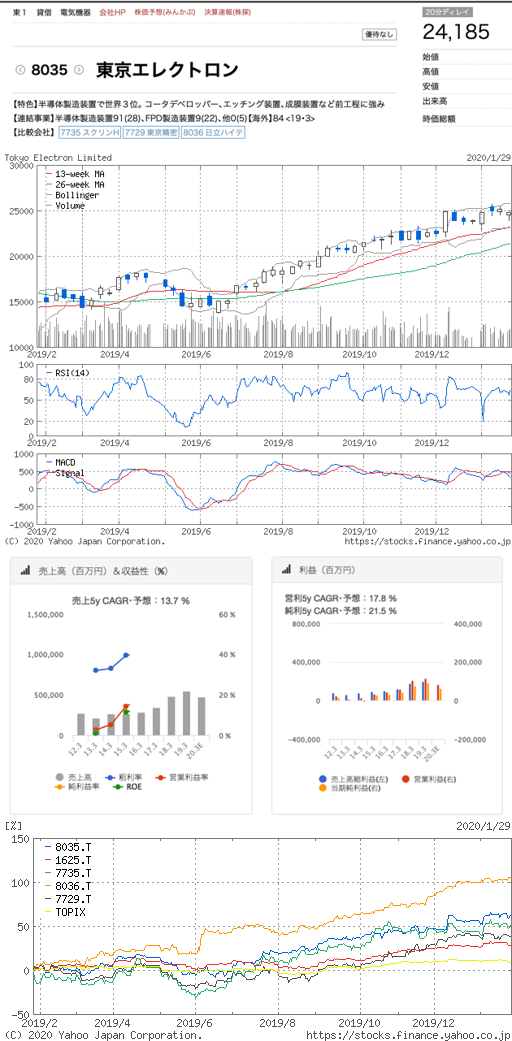 東1 貸借 電気機器 会社HP 株価予想(みんかぶ) 決算速報(株探)
20分ディレイ
24,185
優待なし
8035 東京エレクトロン
始値
高値
安値
出来高
時価総額
【特色】半導体製造装置で世界3位。コータデベロッパー、エッチング装置、成膜装置など前工程に強み
【連結事業】半導体製造装置91(28)、FPD製造装置9(22)、他0(5)【海外】84 <19・3>
【比較会社】 7735 スクリンH 7729 東京精密 8036 日立ハイテ
Tokyo Electron Limited 2020/1/29
30000
25000
20000
15000
10000
13-week MA
26-week MA
Bollinger
Volume
2019/2 2019/4 2019/6 2019/8 2019/10 2019/12
100
80
50
20
0
RSI(14)
2019/2 2019/4 2019/6 2019/8 2019/10 2019/12
1000
500
0
-500
-1000
MACD
Signal
2019/2 2019/4 2019/6 2019/8 2019/10 2019/12
(C) 2020 Yahoo Japan Corporation. https://stocks.finance.yahoo.co.jp
売上高（百万円）＆収益性（%）
売上5y CAGR・予想：13.7 %
1,500,000 60 %
1,000,000 40 %
500,000 20 %
0 0 %
12.3 13.3 14.3 15.3 16.3 17.3 18.3 19.3 20.3E
売上高 粗利率 営業利益率
純利益率 ROE
利益（百万円）
営利5y CAGR・予想：17.8 %
純利5y CAGR・予想：21.5 %
800,000 400,000
400,000 200,000
0 0
-400,000 -200,000
12.3 13.3 14.3 15.3 16.3 17.3 18.3 19.3 20.3E
売上高総利益(左) 営業利益(右)
当期純利益(右)
[%] 2020/1/29
150
100
50
0
-50
8035.T
1625.T
7735.T
8036.T
7729.T
TOPIX
2019/2 2019/4 2019/6 2019/8 2019/10 2019/12
(C) 2020 Yahoo Japan Corporation. https://stocks.finance.yahoo.co.jp